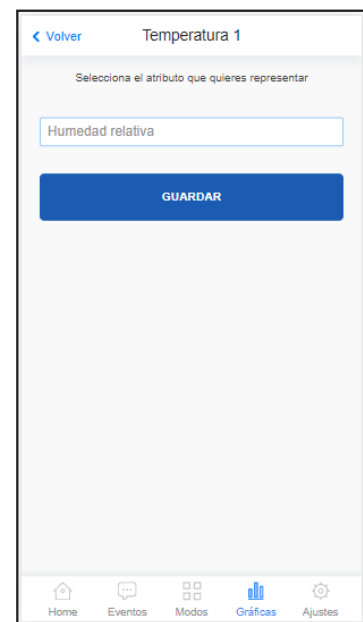 Volver Temperatura 1
Selecciona el atributo que quieres representar
Humedad relativa
GUARDAR
Home Eventos Modos Gráficas Ajustes